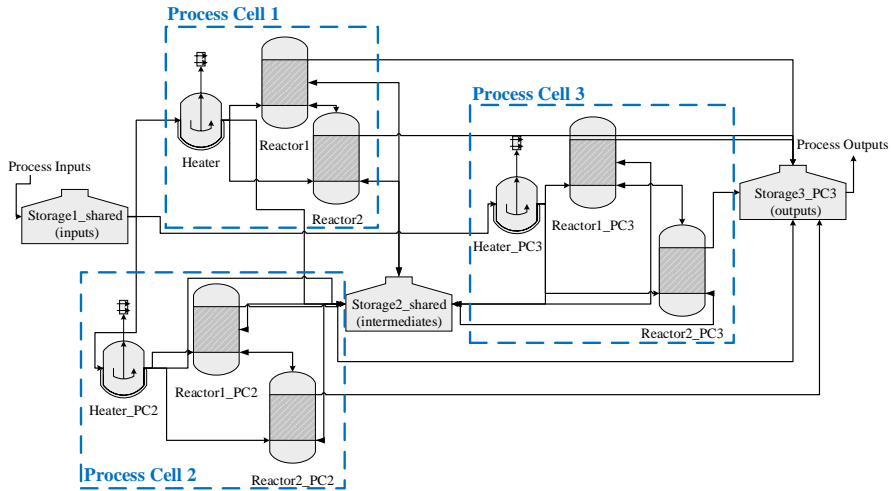 Process Cell 1
Process Cell 3
Reactor1
Heater
Process Outputs
Process Inputs
Storage1_shared
(inputs)
Reactor2
Reactor1_PC3
Heater_PC3
Storage3_PC3
(outputs)
Storage2_shared
(intermediates)
Reactor2_PC3
Reactor1_PC2
Heater_PC2
Reactor2_PC2
Process Cell 2